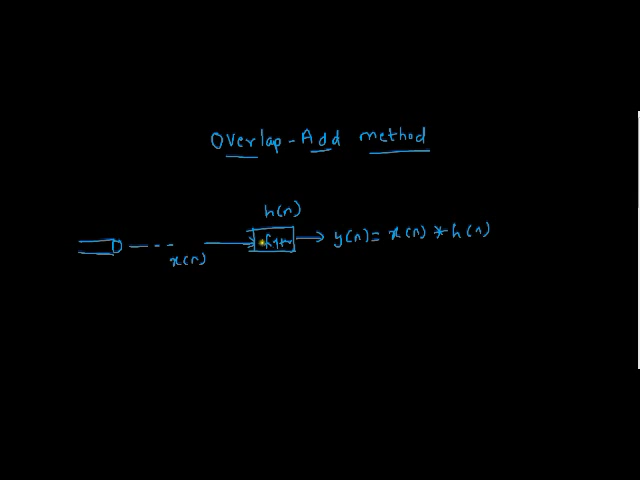 Overlap-Add method
h(n)
y(n)= x(n) * h(n)
x(n)